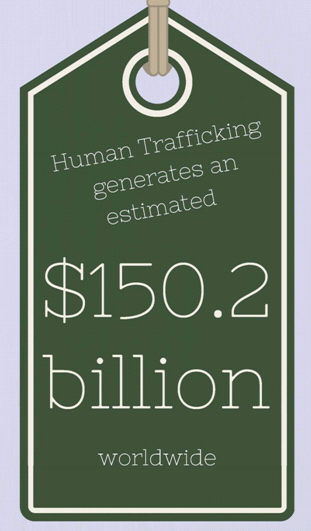 Human Trafficking
generates an
estimated
$150.2
billion
worldwide